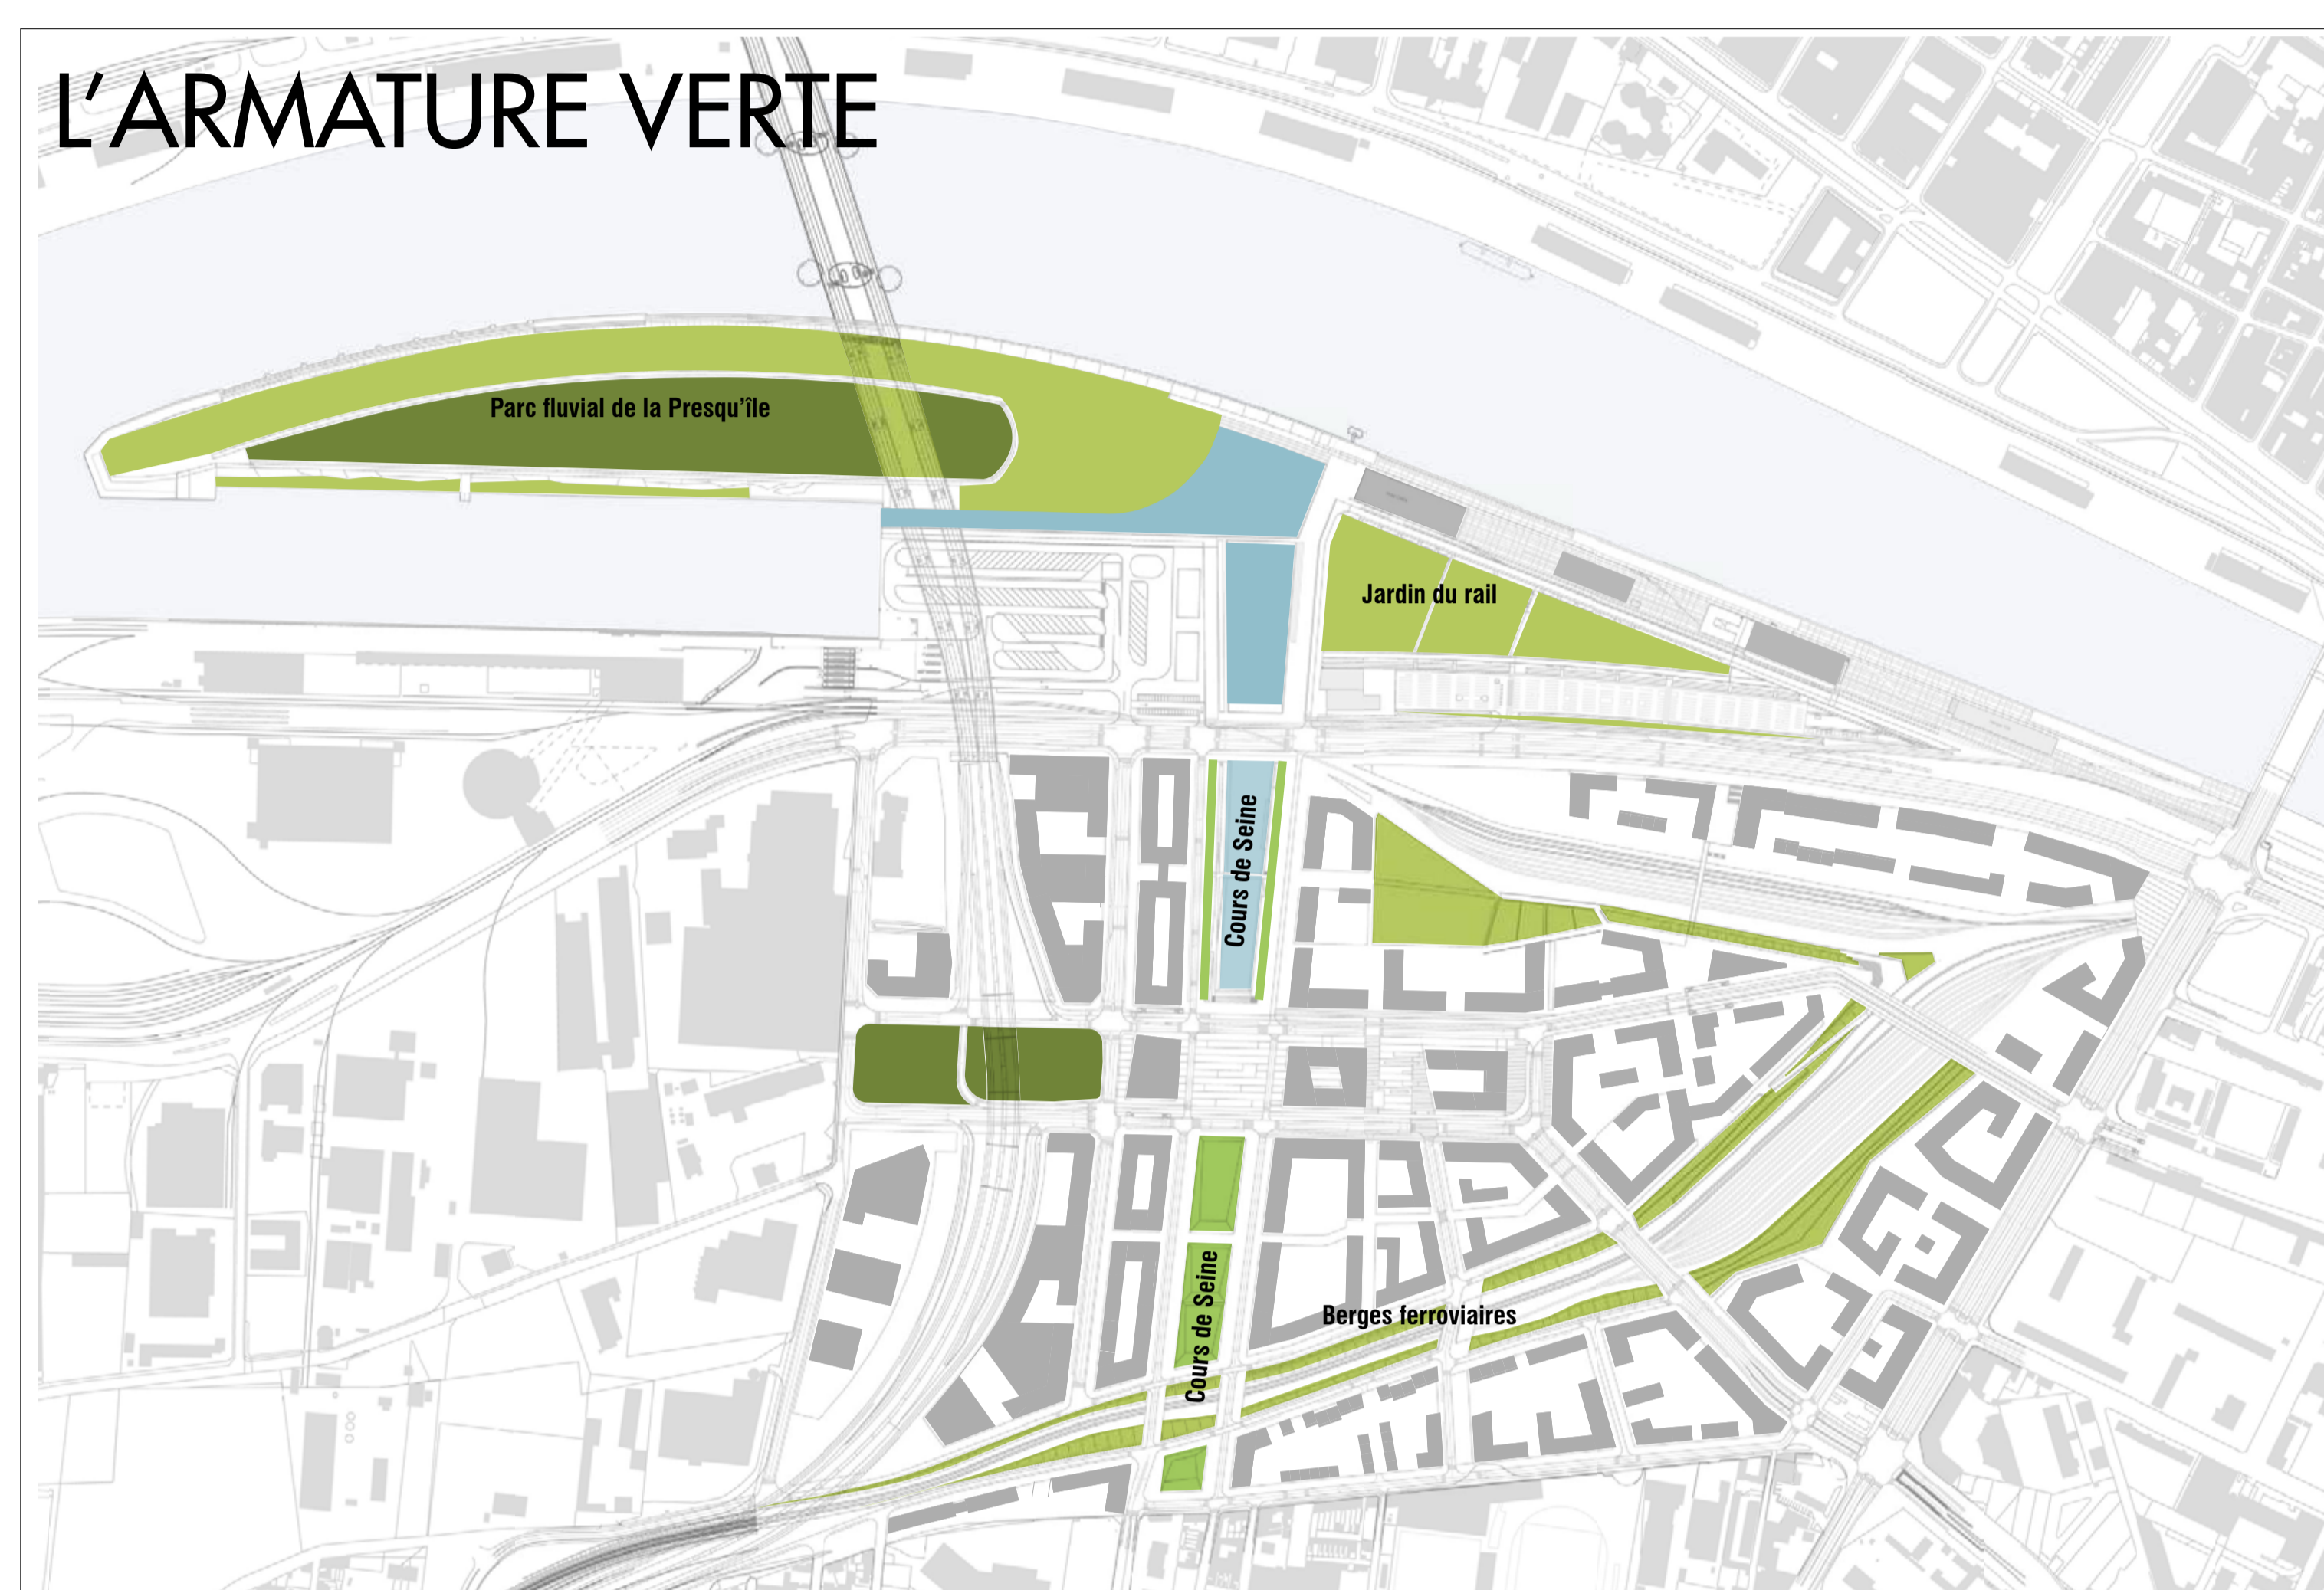 L'ARMATURE VERTE
Parc fluvial de la Presqu'île
Jardin du rail
Cours de Seine
Cours de Seine
Berges ferroviaires